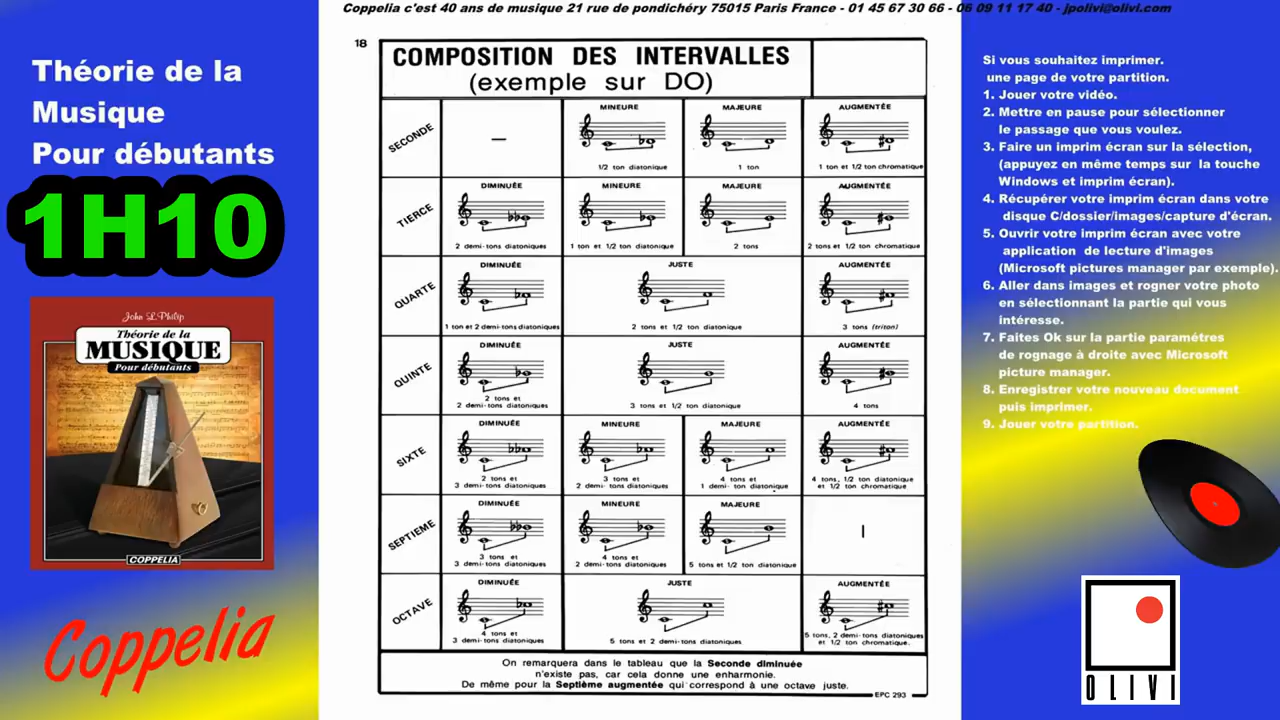 Coppelia c'est 40 ans de musique 21 rue de pondichéry 75015 Paris France - 01 45 67 30 66 - 06 09 11 17 40 - jpolivi@olivi.com
Théorie de la
Musique
Pour débutants
1H10
John L.Philip
Théorie de la
MUSIQUE
Pour débutants
COPPELIA
Coppelia
18
COMPOSITION DES INTERVALLES
(exemple sur DO)
SECONDE
—
MINEURE
1/2 ton diatonique
MAJEURE
1 ton
AUGMENTÉE
1 ton et 1/2 ton chromatique
TIERCE
DIMINUÉE
2 demi-tons diatoniques
MINEURE
1 ton et 1/2 ton diatonique
MAJEURE
2 tons
AUGMENTÉE
2 tons et 1/2 ton chromatique
QUARTE
DIMINUÉE
1 ton et 2 demi-tons diatoniques
JUSTE
2 tons et 1/2 ton diatonique
AUGMENTÉE
3 tons (triton)
QUINTE
DIMINUÉE
2 tons et
2 demi-tons diatoniques
JUSTE
3 tons et 1/2 ton diatonique
AUGMENTÉE
4 tons
SIXTE
DIMINUÉE
2 tons et
3 demi-tons diatoniques
MINEURE
3 tons et
2 demi-tons diatoniques
MAJEURE
4 tons et
1 demi-ton diatonique
AUGMENTÉE
4 tons, 1/2 ton diatonique
et 1/2 ton chromatique
SEPTIEME
DIMINUÉE
3 tons et
3 demi-tons diatoniques
MINEURE
4 tons et
2 demi-tons diatoniques
MAJEURE
5 tons et 1/2 ton diatonique
OCTAVE
DIMINUÉE
4 tons et
3 demi-tons diatoniques
JUSTE
5 tons et 2 demi-tons diatoniques
AUGMENTÉE
5 tons, 2 demi-tons diatoniques
et 1/2 ton chromatique.
On remarquera dans le tableau que la Seconde diminuée
n'existe pas, car cela donne une enharmonie.
De même pour la Septième augmentée qui correspond à une octave juste.
EPC 293
Si vous souhaitez imprimer.
une page de votre partition.
1. Jouer votre vidéo.
2. Mettre en pause pour sélectionner
le passage que vous voulez.
3. Faire un imprim écran sur la sélection,
(appuyez en même temps sur la touche
Windows et imprim écran).
4. Récupérer votre imprim écran dans votre
disque C/dossier/images/capture d'écran.
5. Ouvrir votre imprim écran avec votre
application de lecture d'images
(Microsoft pictures manager par exemple).
6. Aller dans images et rogner votre photo
en sélectionnant la partie qui vous
intéresse.
7. Faites Ok sur la partie paramétres
de rognage à droite avec Microsoft
picture manager.
8. Enregistrer votre nouveau document
puis imprimer.
9. Jouer votre partition.
OLIVI